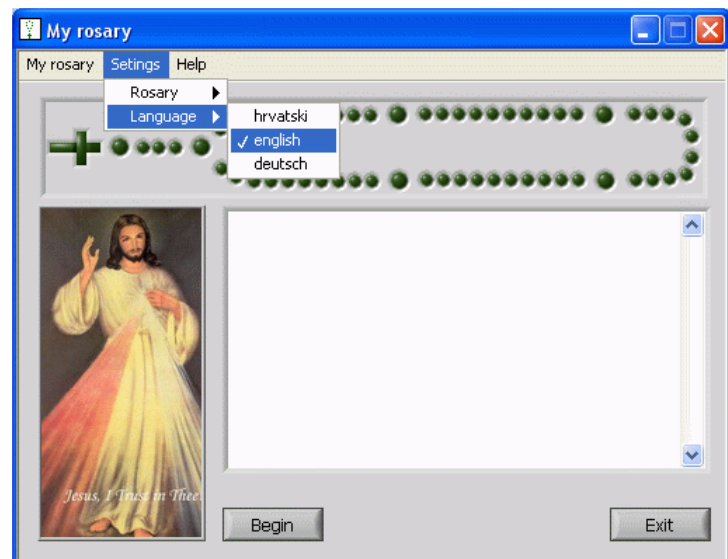 My rosary
My rosary Setings Help
Rosary
Language
hrvatski
✓ english
deutsch
Jesus, I Trust in Thee.
Begin Exit